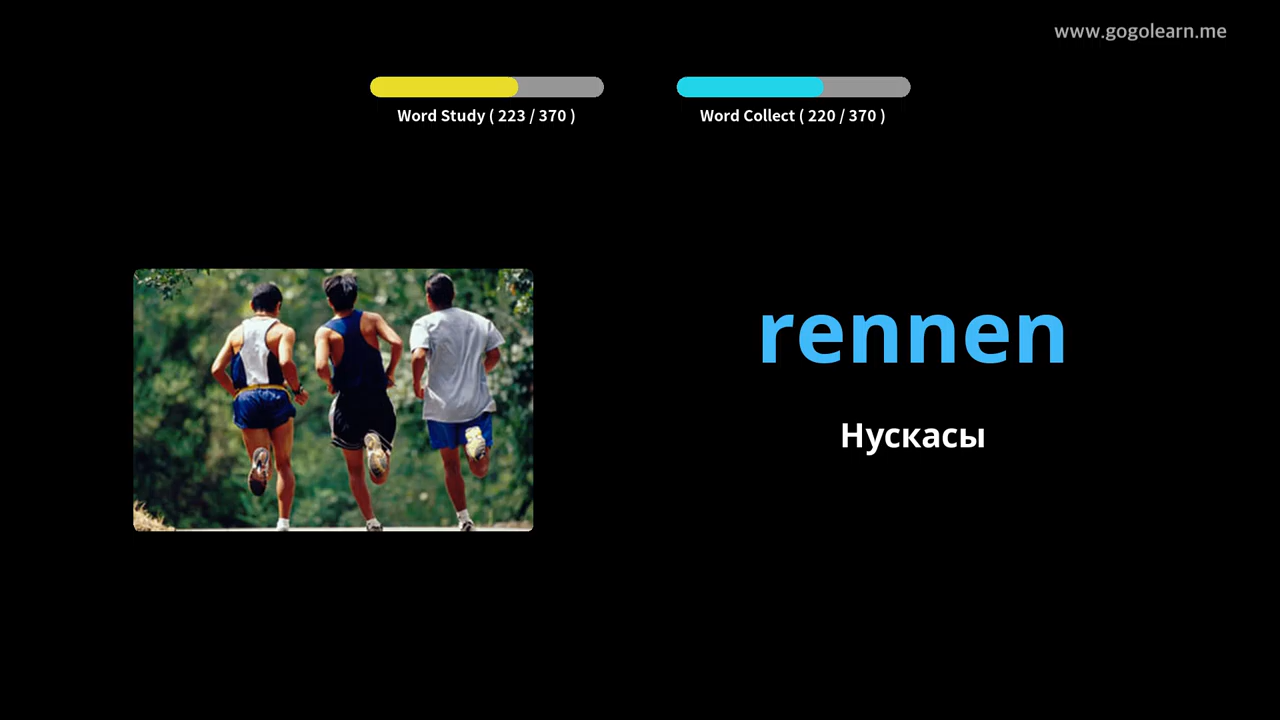 www.gogolearn.me
Word Study ( 223 / 370 )
Word Collect ( 220 / 370 )
rennen
Нускасы